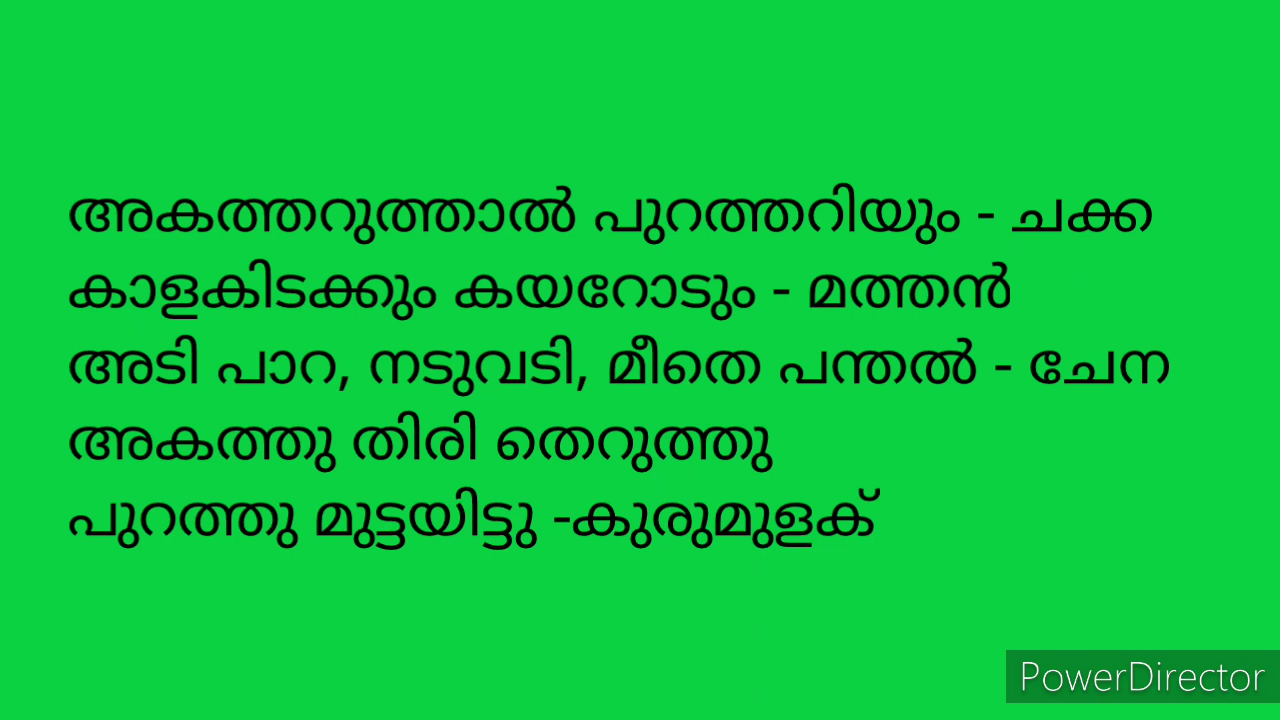 അകത്തറുത്താൽ പുറത്തറിയും - ചക്ക
കാളകിടക്കും കയറോടും - മത്തൻ
അടി പാറ, നടുവടി, മീതെ പന്തൽ - ചേന
അകത്തു തിരി തെറുത്തു
പുറത്തു മുട്ടയിട്ടു -കുരുമുളക്
PowerDirector